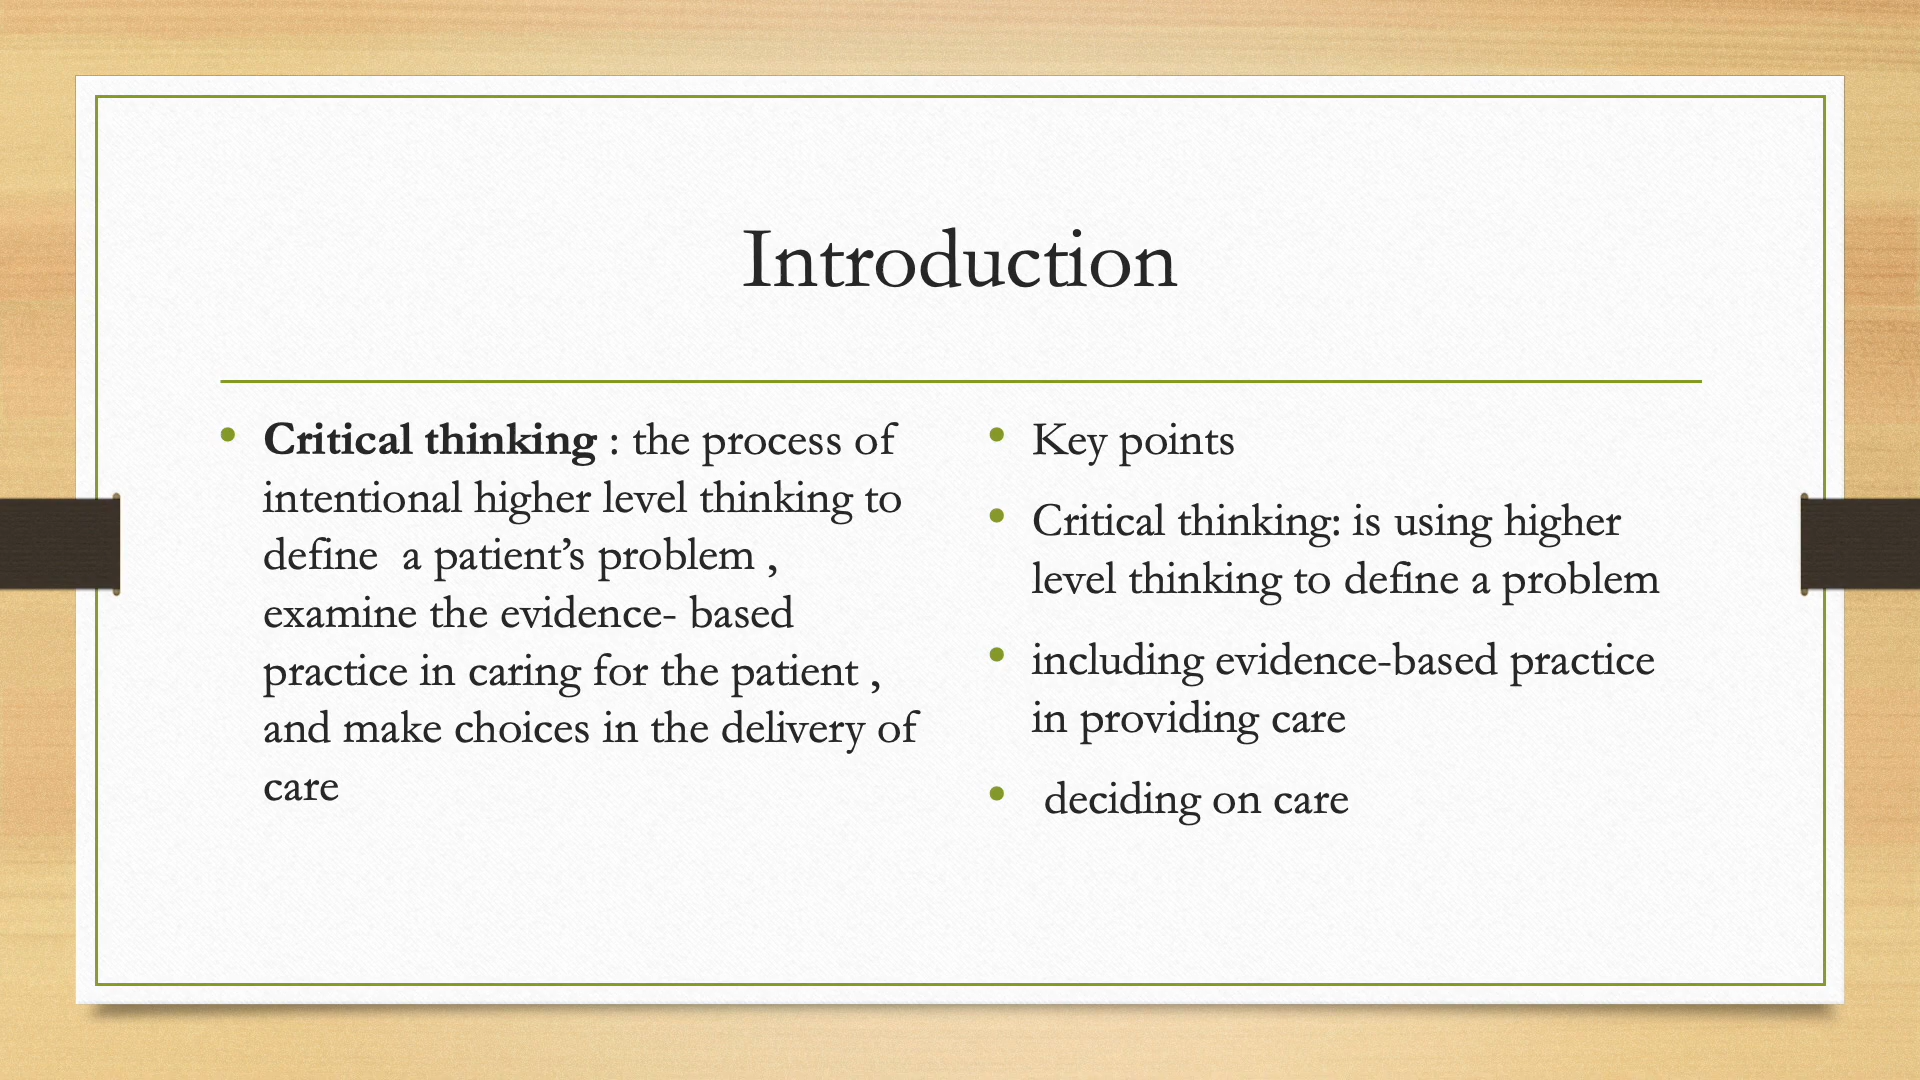 Introduction
• Critical thinking : the process of
intentional higher level thinking to
define  a patient’s problem ,
examine the evidence- based
practice in caring for the patient ,
and make choices in the delivery of
care
• Key points
• Critical thinking: is using higher
level thinking to define a problem
• including evidence-based practice
in providing care
•  deciding on care